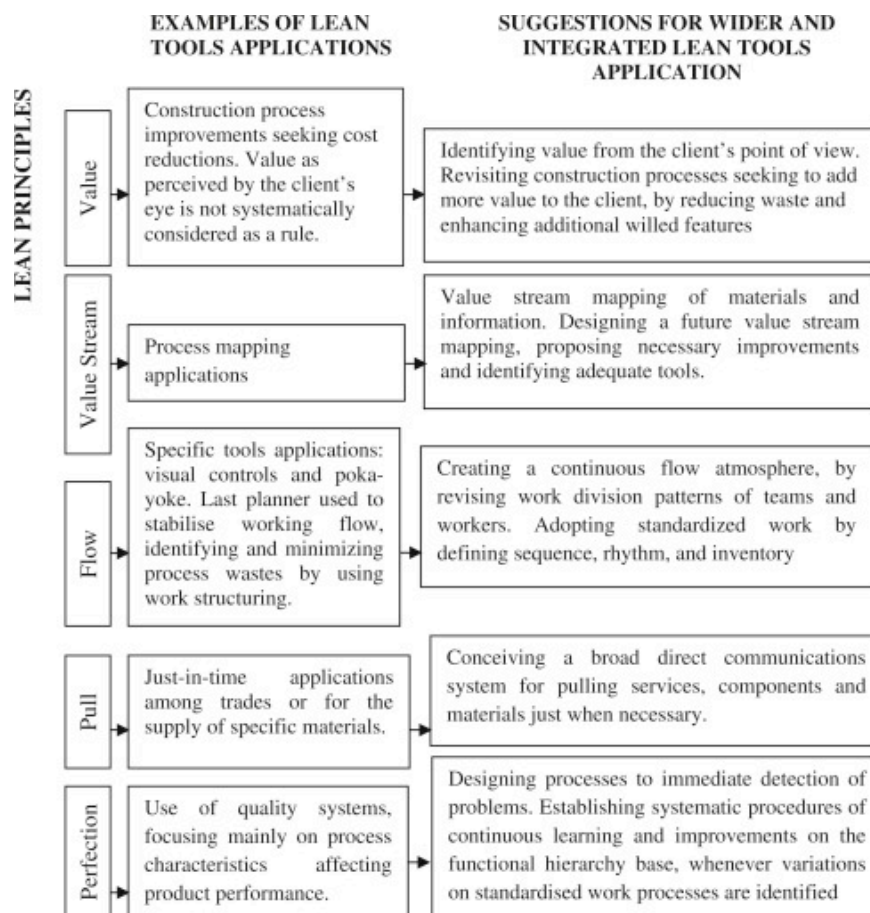 EXAMPLES OF LEAN
TOOLS APPLICATIONS
SUGGESTIONS FOR WIDER AND
INTEGRATED LEAN TOOLS
APPLICATION
LEAN PRINCIPLES
Value
Construction process
improvements seeking cost
reductions. Value as
perceived by the client's
eye is not systematically
considered as a rule.
Identifying value from the client's point of view.
Revisiting construction processes seeking to add
more value to the client, by reducing waste and
enhancing additional willed features
Value Stream
Process mapping
applications
Value stream mapping of materials and
information. Designing a future value stream
mapping, proposing necessary improvements
and identifying adequate tools.
Flow
Specific tools applications:
visual controls and poka-
yoke. Last planner used to
stabilise working flow,
identifying and minimizing
process wastes by using
work structuring.
Creating a continuous flow atmosphere, by
revising work division patterns of teams and
workers. Adopting standardized work by
defining sequence, rhythm, and inventory
Pull
Just-in-time applications
among trades or for the
supply of specific materials.
Conceiving a broad direct communications
system for pulling services, components and
materials just when necessary.
Perfection
Use of quality systems,
focusing mainly on process
characteristics affecting
product performance.
Designing processes to immediate detection of
problems. Establishing systematic procedures of
continuous learning and improvements on the
functional hierarchy base, whenever variations
on standardised work processes are identified